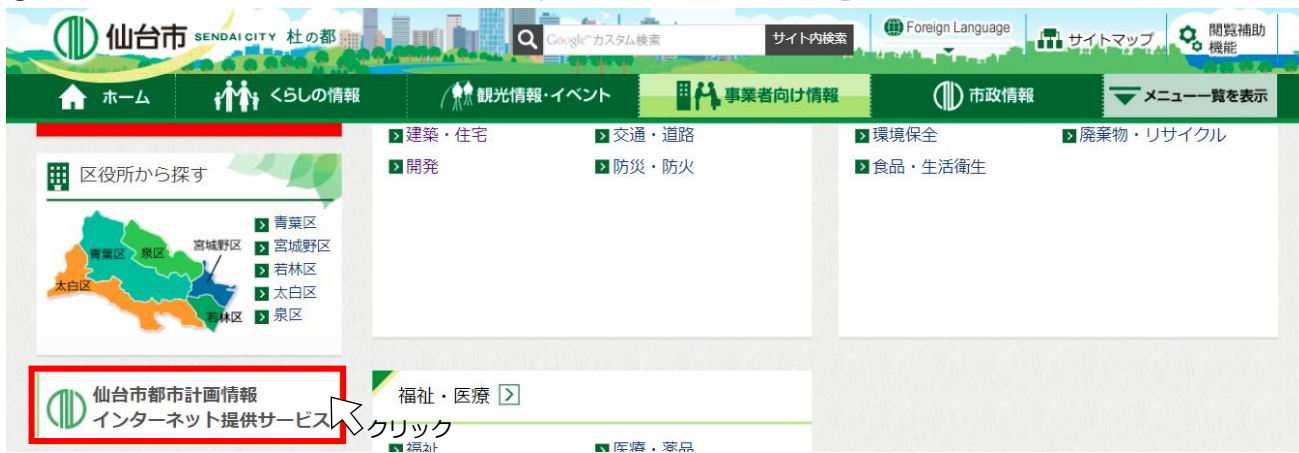 仙台市 SENDAI CITY 杜の都
Google カスタム検索
サイト内検索
Foreign Language
サイトマップ
閲覧補助
機能
ホーム
くらしの情報
観光情報・イベント
事業者向け情報
市政情報
メニュー一覧を表示
建築・住宅
交通・道路
環境保全
廃棄物・リサイクル
開発
防災・防火
食品・生活衛生
区役所から探す
青葉区
泉区
宮城野区
太白区
若林区
青葉区
宮城野区
若林区
太白区
泉区
仙台市都市計画情報
インターネット提供サービス
クリック
福祉・医療
福祉
医療・薬品